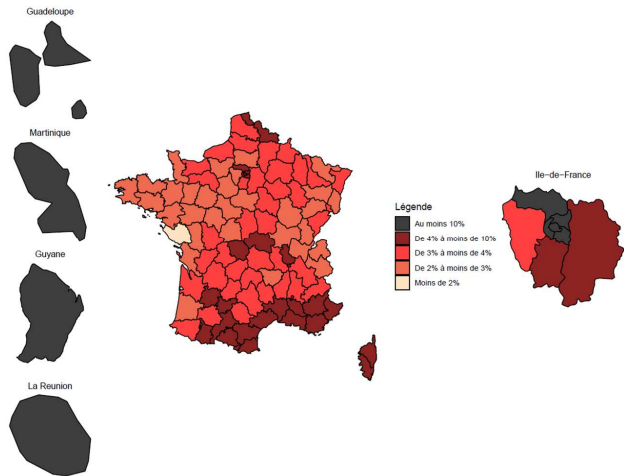 Guadeloupe
Martinique
Guyane
La Reunion
Légende
Au moins 10%
De 4% à moins de 10%
De 3% à moins de 4%
De 2% à moins de 3%
Moins de 2%
Ile-de-France